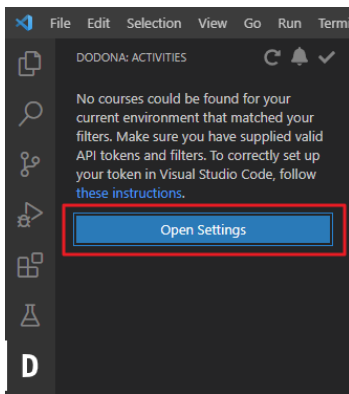 File Edit Selection View Go Run Term
DODONA: ACTIVITIES
No courses could be found for your
current environment that matched your
filters. Make sure you have supplied valid
API tokens and filters. To correctly set up
your token in Visual Studio Code, follow
these instructions.
Open Settings
D